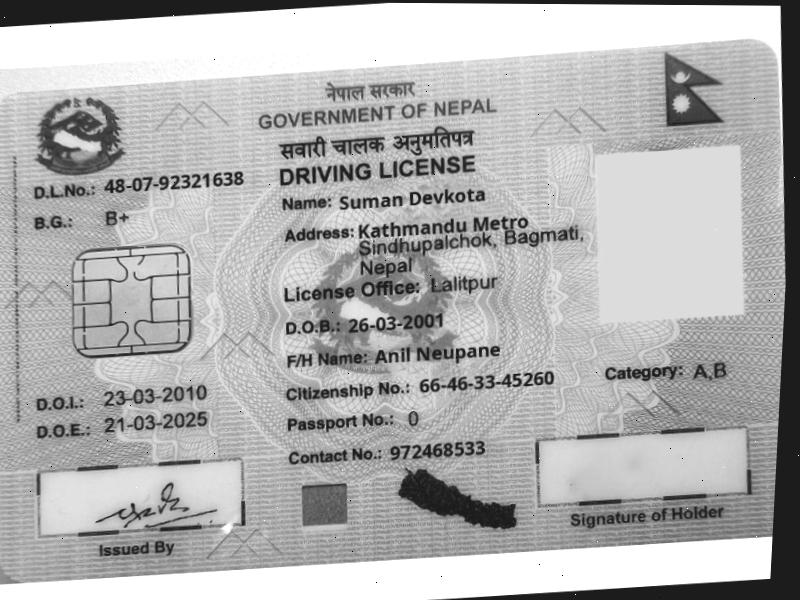 नेपाल सरकार
GOVERNMENT OF NEPAL
सवारी चालक अनुमतिपत्र
DRIVING LICENSE
D.L.No.: 48-07-92321638
B.G.: B+
Name: Suman Devkota
Address: Kathmandu Metro
Sindhupalchok, Bagmati,
Nepal
License Office: Lalitpur
D.O.B.: 26-03-2001
F/H Name: Anil Neupane
Citizenship No.: 66-46-33-45260
Category: A,B
D.O.I.: 23-03-2010
D.O.E.: 21-03-2025
Passport No.: 0
Contact No.: 972468533
Issued By
Signature of Holder